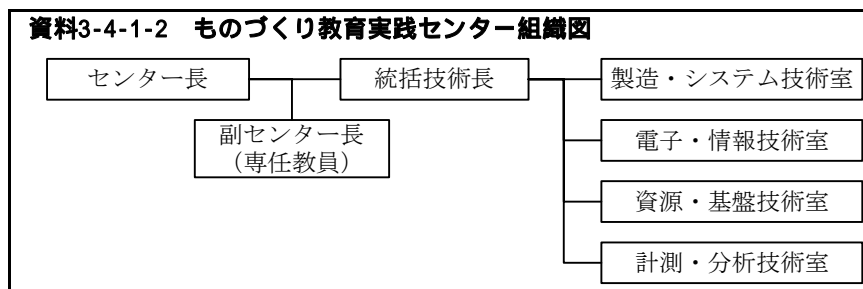 資料3-4-1-2 ものづくり教育実践センター組織図
センター長
統括技術長
製造・システム技術室
副センター長
（専任教員）
電子・情報技術室
資源・基盤技術室
計測・分析技術室